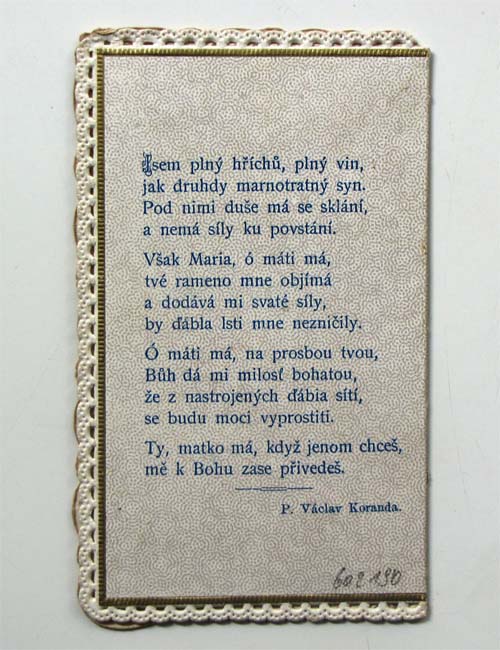 Jsem plný hříchů, plný vin,
jak druhdy marnotratný syn.
Pod nimi duše má se sklání,
a nemá síly ku povstání.
Však Maria, ó máti má,
tvé rameno mne objímá
a dodává mi svaté síly,
by ďábla lsti mne nezničily.
Ó máti má, na prosbou tvou,
Bůh dá mi milosť bohatou,
že z nastrojených ďábia sítí,
se budu moci vyprostiti.
Ty, matko má, když jenom chceš,
mě k Bohu zase přivedeš.
P. Václav Koranda.
602190